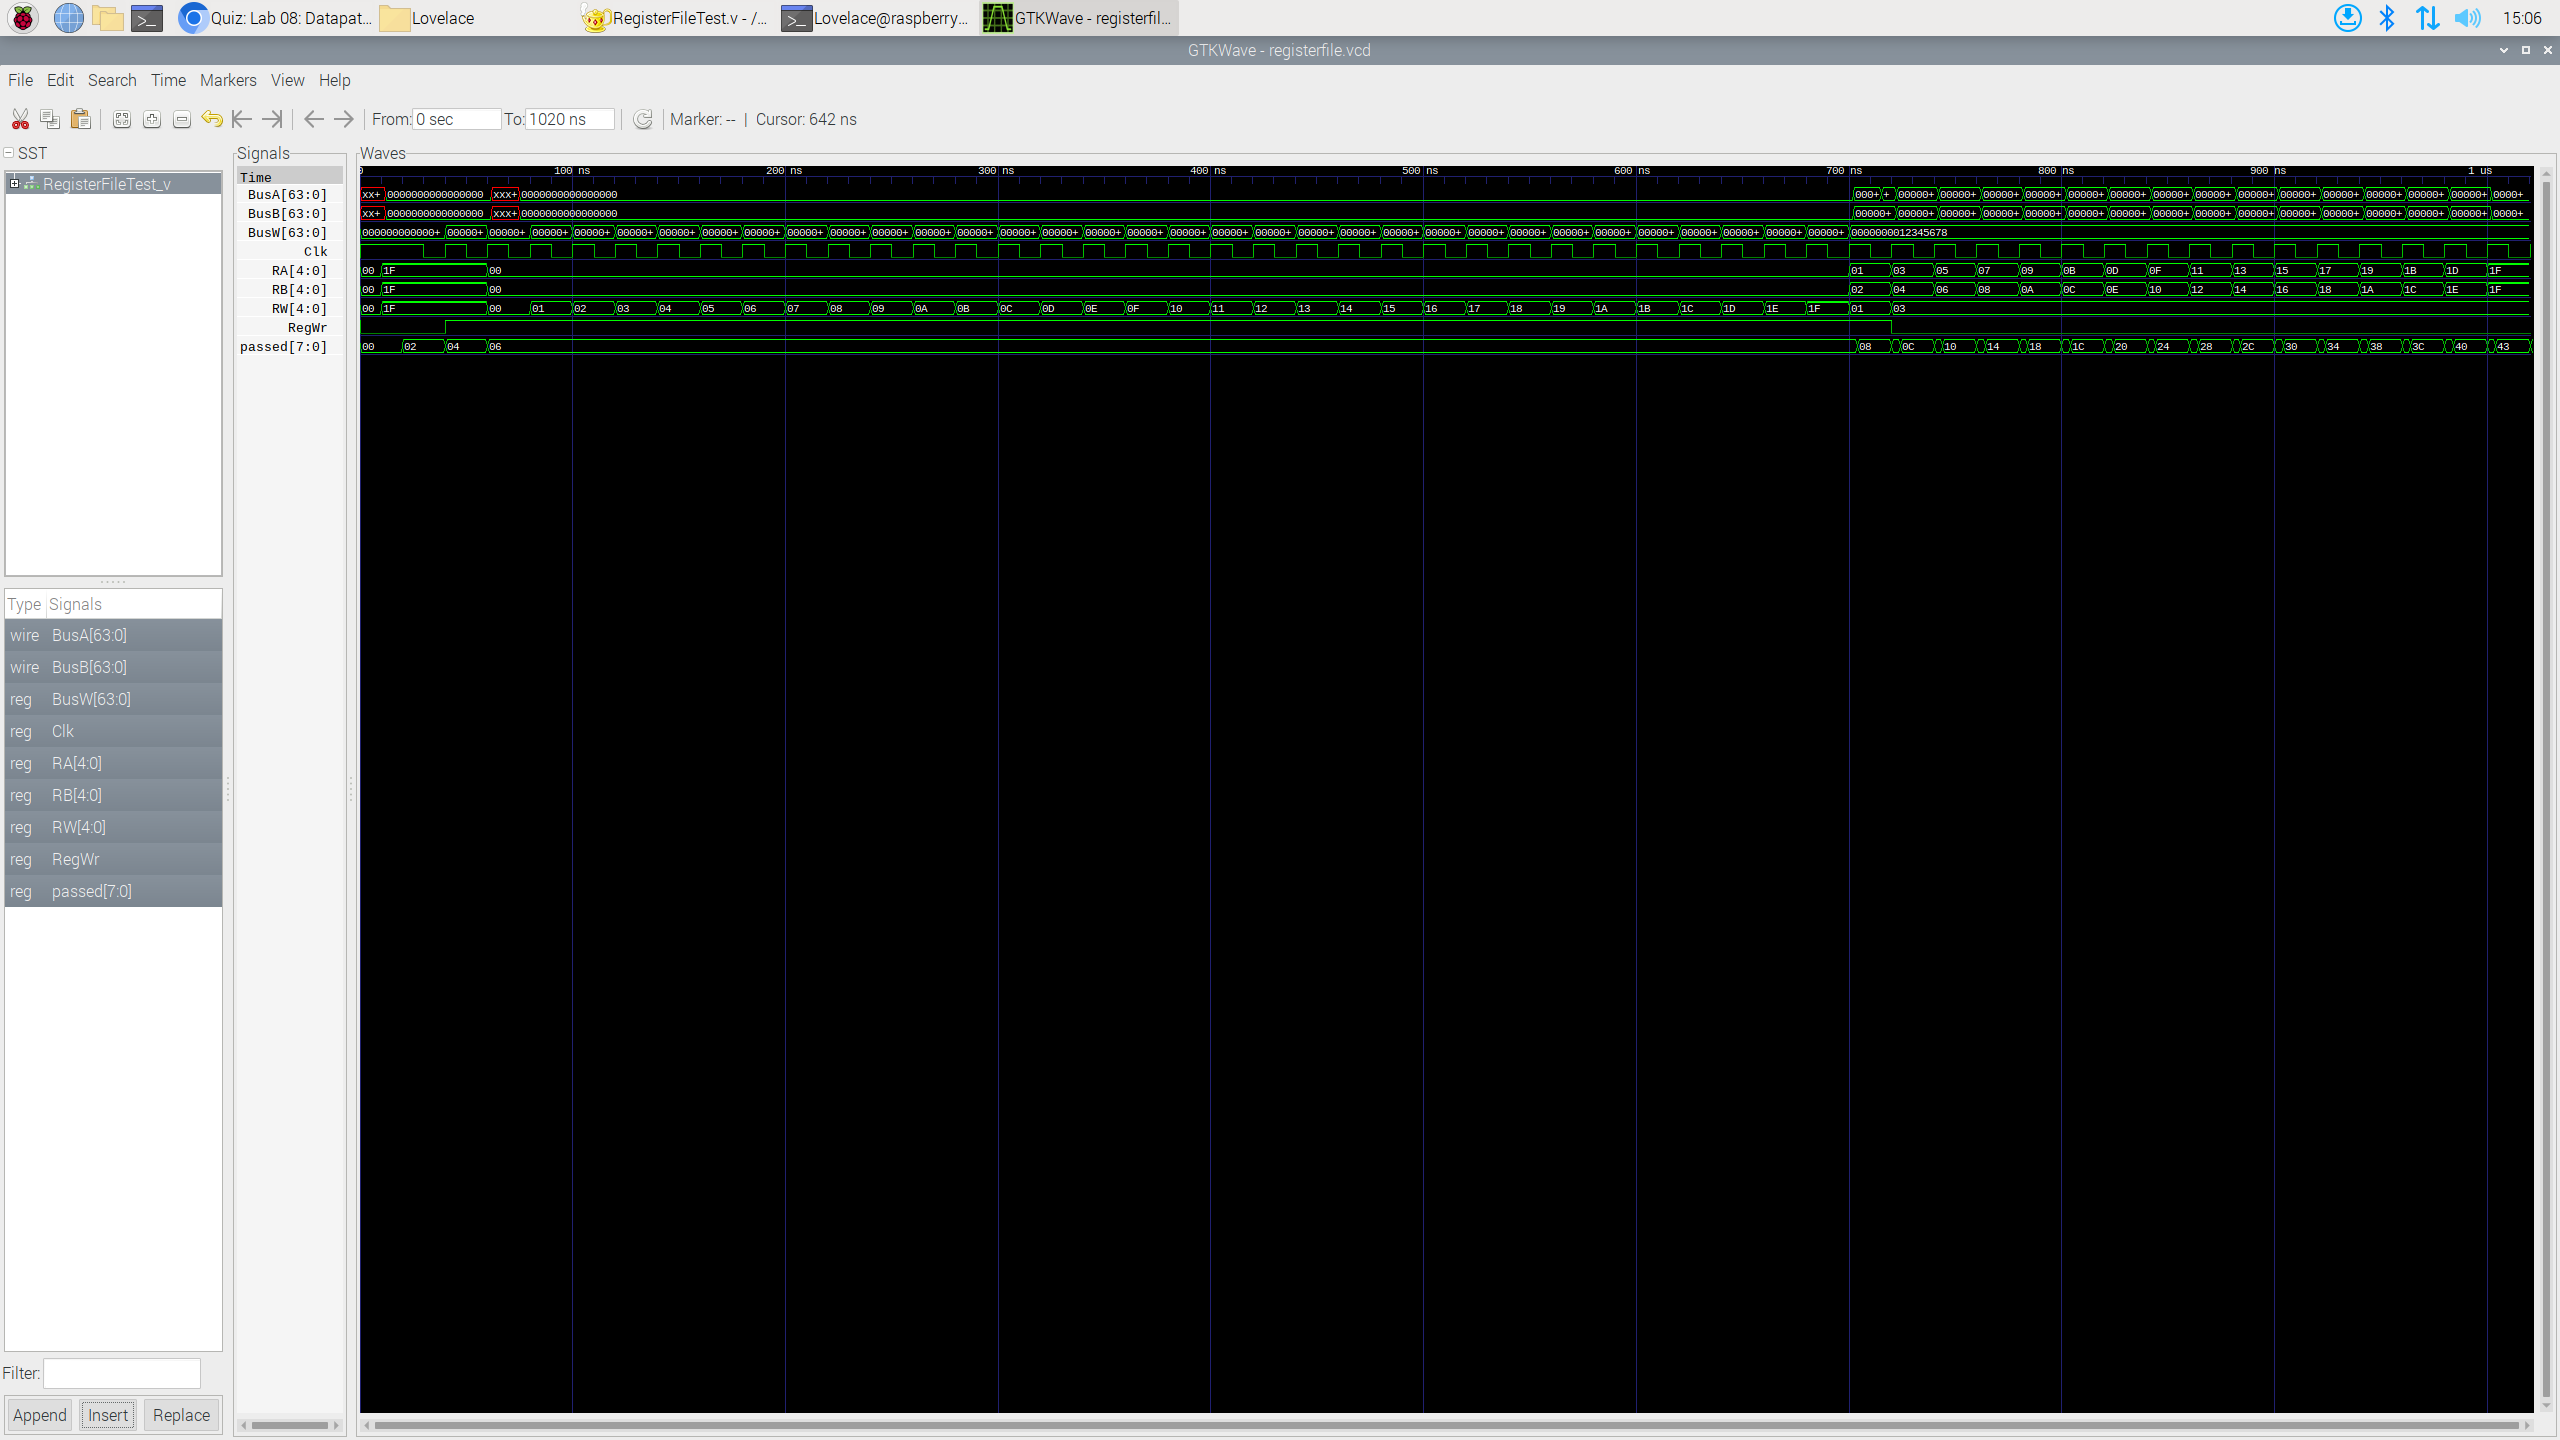 Quiz: Lab 08: Datapat... Lovelace RegisterFileTest.v - /... Lovelace@raspberry... GTKWave - registerfil... 15:06
GTKWave - registerfile.vcd
File Edit Search Time Markers View Help
From: 0 sec To: 1020 ns Marker: -- | Cursor: 642 ns
SST
RegisterFileTest_v
Type Signals
wire BusA[63:0]
wire BusB[63:0]
reg BusW[63:0]
reg Clk
reg RA[4:0]
reg RB[4:0]
reg RW[4:0]
reg RegWr
reg passed[7:0]
Filter:
Append Insert Replace
Signals
Time
BusA[63:0]
BusB[63:0]
BusW[63:0]
Clk
RA[4:0]
RB[4:0]
RW[4:0]
RegWr
passed[7:0]
Waves
0 100 ns 200 ns 300 ns 400 ns 500 ns 600 ns 700 ns 800 ns 900 ns 1 us
xx+ 0000000000000000 xxx+ 0000000000000000 000+ + 00000+ 00000+ 00000+ 00000+ 00000+ 00000+ 00000+ 00000+ 00000+ 00000+ 00000+ 00000+ 00000+ 00000+ 0000+
xx+ 0000000000000000 xxx+ 0000000000000000 00000+ 00000+ 00000+ 00000+ 00000+ 00000+ 00000+ 00000+ 00000+ 00000+ 00000+ 00000+ 00000+ 00000+ 00000+ 0000+
000000000000+ 00000+ 00000+ 00000+ 00000+ 00000+ 00000+ 00000+ 00000+ 00000+ 00000+ 00000+ 00000+ 00000+ 00000+ 00000+ 00000+ 00000+ 00000+ 00000+ 00000+ 00000+ 00000+ 00000+ 00000+ 00000+ 00000+ 00000+ 00000+ 00000+ 00000+ 00000+ 00000+ 00000+ 0000000012345678
00 1F 00 01 03 05 07 09 0B 0D 0F 11 13 15 17 19 1B 1D 1F
00 1F 00 02 04 06 08 0A 0C 0E 10 12 14 16 18 1A 1C 1E 1F
00 1F 00 01 02 03 04 05 06 07 08 09 0A 0B 0C 0D 0E 0F 10 11 12 13 14 15 16 17 18 19 1A 1B 1C 1D 1E 1F 01 03
00 02 04 06 08 0C 10 14 18 1C 20 24 28 2C 30 34 38 3C 40 43